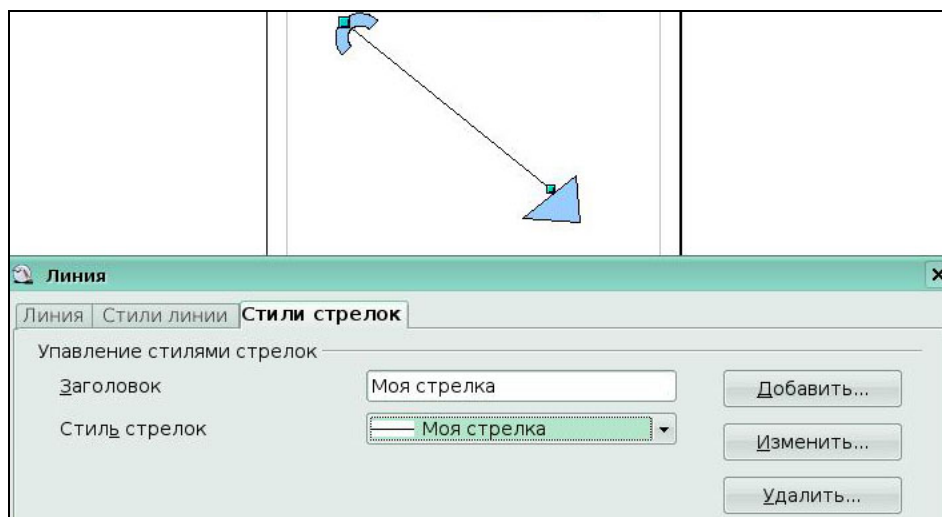 Линия
Линия Стили линии Стили стрелок
Упавление стилями стрелок
Заголовок Моя стрелка Добавить...
Стиль стрелок Моя стрелка Изменить...
Удалить...